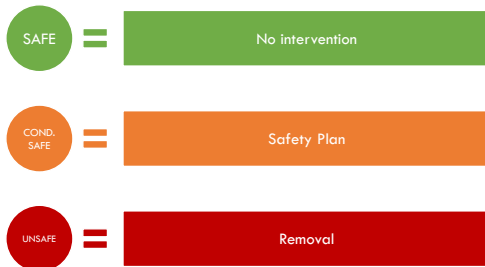 SAFE
No intervention
COND.
SAFE
Safety Plan
UNSAFE
Removal